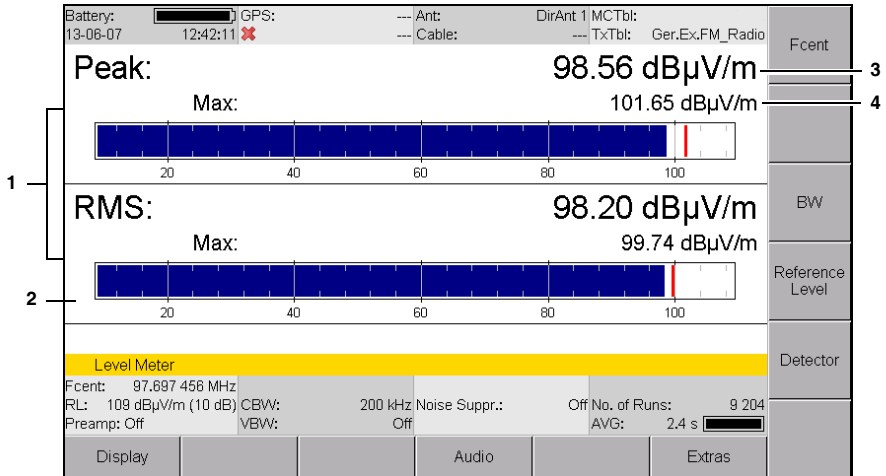 Battery: GPS: --- Ant: DirAnt 1 MCTbl:
13-06-07 12:42:11 --- Cable: --- TxTbl: Ger.Ex.FM_Radio
Fcent
Peak: 98.56 dBµV/m 3
Max: 101.65 dBµV/m 4
20 40 60 80 100
1
RMS: 98.20 dBµV/m
BW
Max: 99.74 dBµV/m
Reference
Level
2
20 40 60 80 100
Level Meter
Detector
Fcent: 97.697 456 MHz
RL: 109 dBµV/m (10 dB) CBW: 200 kHz Noise Suppr.: Off No. of Runs: 9 204
Preamp: Off VBW: Off AVG: 2.4 s
Display Audio Extras